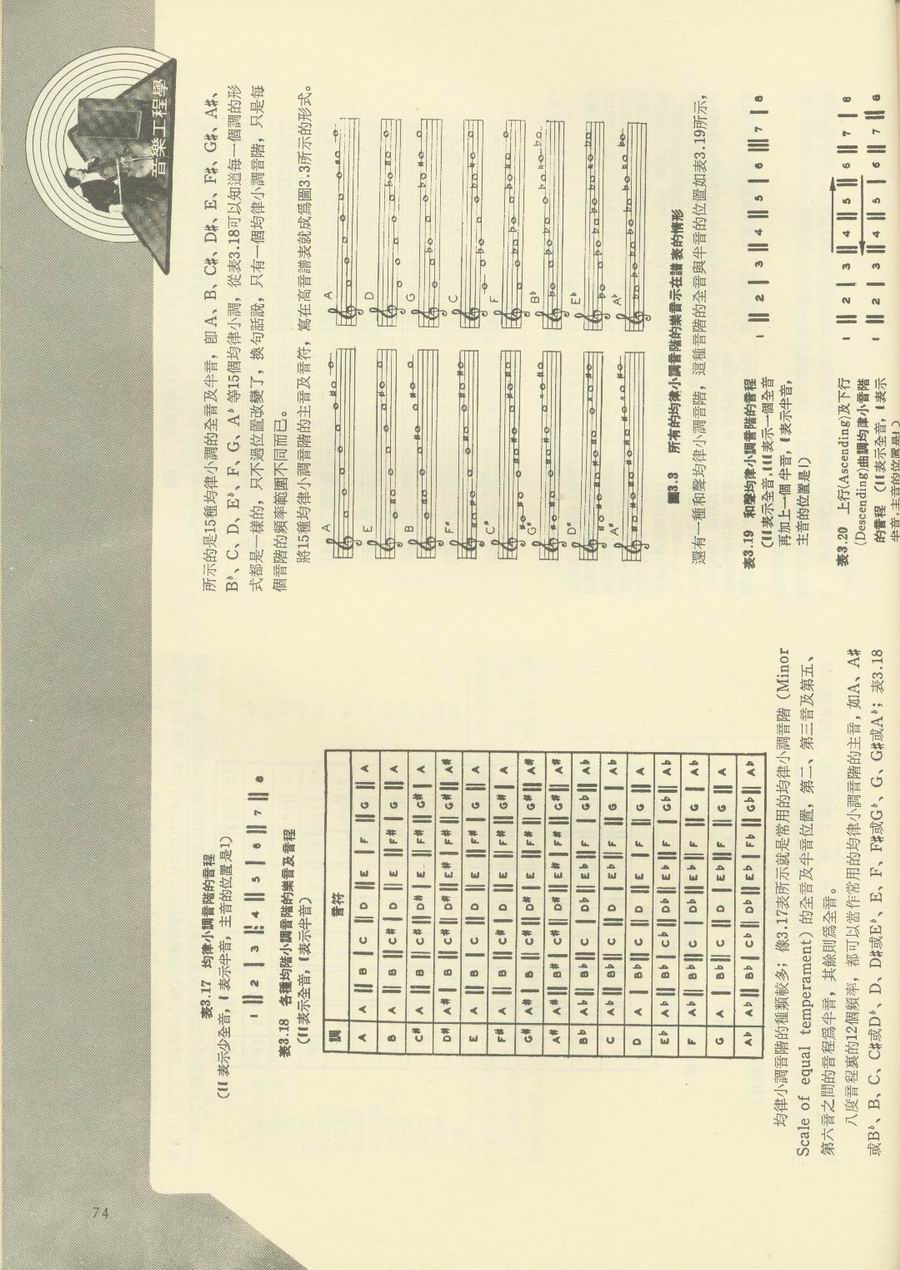 74
音樂工程學
表3.17 均律小調音階的音程
(∥表示少全音，| 表示半音，主音的位置是1)
1 ∥ 2 | 3 ∥ 4 ∥ 5 | 6 ∥ 7 ∥ 8
表3.18 各種均階小調音階的樂音及音程
(∥表示全音，|表示半音)
調 音符
A A ∥ B | C ∥ D ∥ E | F ∥ G ∥ A
B A ∥ B ∥ C# | D ∥ E ∥ F# | G ∥ A
C# A ∥ B | C# ∥ D# | E ∥ F# ∥ G# | A
D# A# | B ∥ C# ∥ D# ∥ E# | F# ∥ G# ∥ A#
E A ∥ B | C ∥ D ∥ E ∥ F# | G ∥ A
F# A ∥ B ∥ C# | D ∥ E ∥ F# ∥ G# | A
G# A# | B ∥ C# ∥ D# | E ∥ F# ∥ G# ∥ A#
A# A# ∥ B# | C# ∥ D# ∥ E# | F# ∥ G# ∥ A#
B♭ A♭ ∥ B♭ ∥ C | D♭ ∥ E♭ ∥ F | G♭ ∥ A♭
C A♭ ∥ B♭ ∥ C ∥ D | E♭ ∥ F ∥ G | A♭
D A | B♭ ∥ C ∥ D ∥ E | F ∥ G ∥ A
E♭ A♭ ∥ B♭ | C♭ ∥ D♭ ∥ E♭ ∥ F | G♭ ∥ A♭
F A♭ ∥ B♭ ∥ C | D♭ ∥ E♭ ∥ F ∥ G | A♭
G A | B♭ ∥ C ∥ D | E♭ ∥ F ∥ G ∥ A
A♭ A♭ ∥ B♭ | C♭ ∥ D♭ ∥ E♭ | F♭ ∥ G♭ ∥ A♭
均律小調音階的種類較多；像3.17表所示就是常用的均律小調音階（Minor
Scale of equal temperament）的全音及半音位置，第二、第三音及第五、
第六音之間的音程爲半音，其餘則爲全音。
八度音程裏的12個頻率，都可以當作常用的均律小調音階的主音，如A、A#
或B♭、B、C、C#或D♭、D、D#或E♭、E、F、F#或G♭、G、G#或A♭；表3.18
所示的是15種均律小調的全音及半音，卽 A、B、C#、D#、E、F#、G#、A#、
B♭、C、D、E♭、F、G、A♭ 等15個均律小調，從表3.18可以知道每一個調的形
式都是一樣的，只不過位置改變了，換句話說，只有一個均律小調音階，只是每
個音階的頻率範圍不同而已。
將15種均律小調音階的主音及音符，寫在高音譜表就成爲圖3.3所示的形式。
A
E
B
F#
C#
G#
D#
A#
A
D
G
C
F
B♭
E♭
A♭
圖3.3 所有的均律小調音階的樂音示在譜表的情形
還有一種和聲均律小調音階，這種音階的全音與半音的位置如表3.19所示，
表3.19 和聲均律小調音階的音程
(∥表示全音,|||表示一個全音
再加上一個半音，|表示半音，
主音的位置是1)
1 ∥ 2 | 3 ∥ 4 ∥ 5 | 6 ||| 7 | 8
表3.20 上行(Ascending)及下行
(Descending)曲調均律小音階
的音程（∥表示全音，|表示
半音,主音的位置是1）
1 ∥ 2 | 3 ∥ 4 ∥ 5 ∥ 6 ∥ 7 | 8
1 ∥ 2 | 3 ∥ 4 ∥ 5 | 6 ∥ 7 ∥ 8